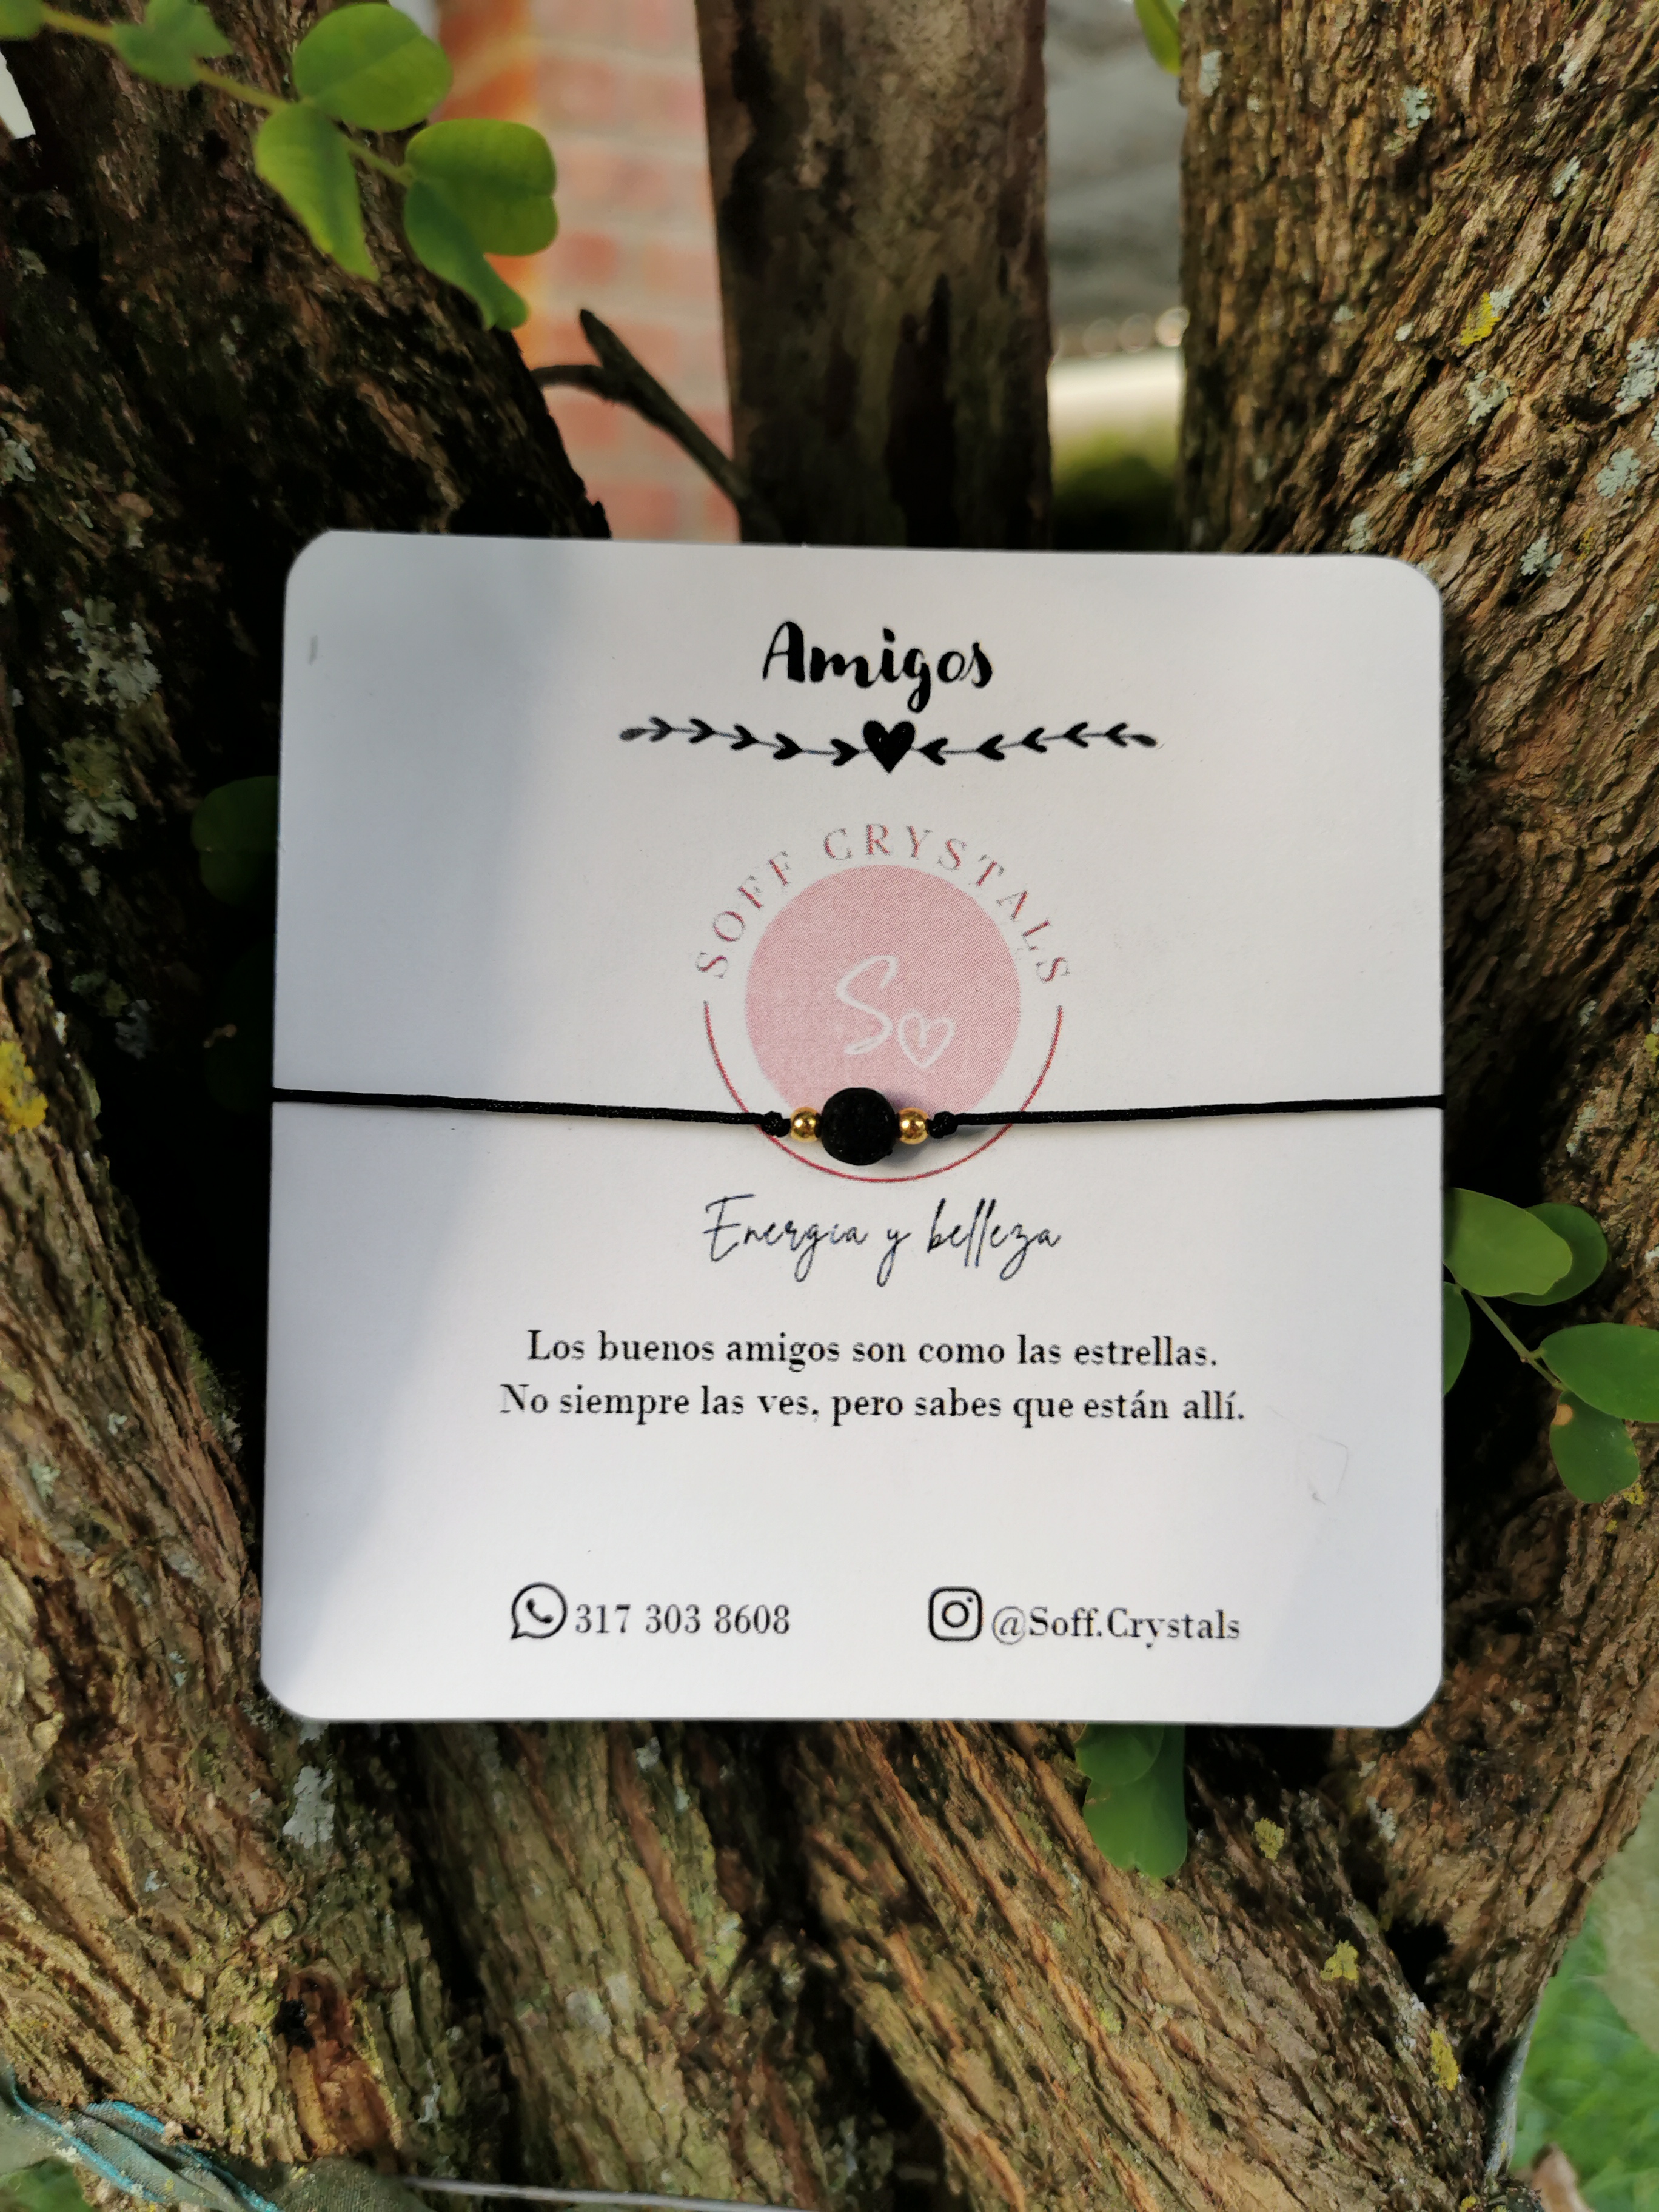 Amigos
SOFF CRYSTALS
S
Energia y belleza
Los buenos amigos son como las estrellas.
No siempre las ves, pero sabes que están allí.
317 303 8608
@Soff.Crystals